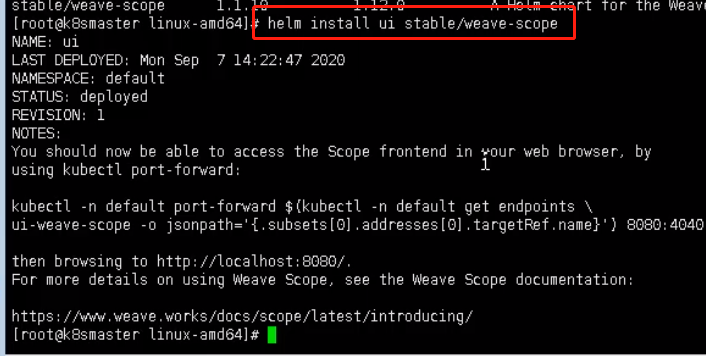 stable/weave-scope 1.1.10 1.12.0 A Helm chart for the Weave
[root@k8smaster linux-amd64]# helm install ui stable/weave-scope
NAME: ui
LAST DEPLOYED: Mon Sep  7 14:22:47 2020
NAMESPACE: default
STATUS: deployed
REVISION: 1
NOTES:
You should now be able to access the Scope frontend in your web browser, by
using kubectl port-forward:
kubectl -n default port-forward $(kubectl -n default get endpoints \
ui-weave-scope -o jsonpath='{.subsets[0].addresses[0].targetRef.name}') 8080:4040
then browsing to http://localhost:8080/.
For more details on using Weave Scope, see the Weave Scope documentation:
https://www.weave.works/docs/scope/latest/introducing/
[root@k8smaster linux-amd64]#